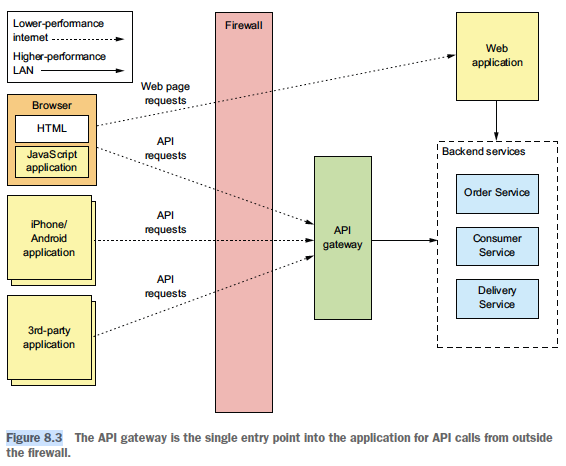 Lower-performance
internet
Higher-performance
LAN
Firewall
Web
application
Browser
HTML
JavaScript
application
Web page
requests
API
requests
Backend services
Order Service
Consumer
Service
Delivery
Service
iPhone/
Android
application
API
requests
API
gateway
3rd-party
application
API
requests
Figure 8.3 The API gateway is the single entry point into the application for API calls from outside
the firewall.